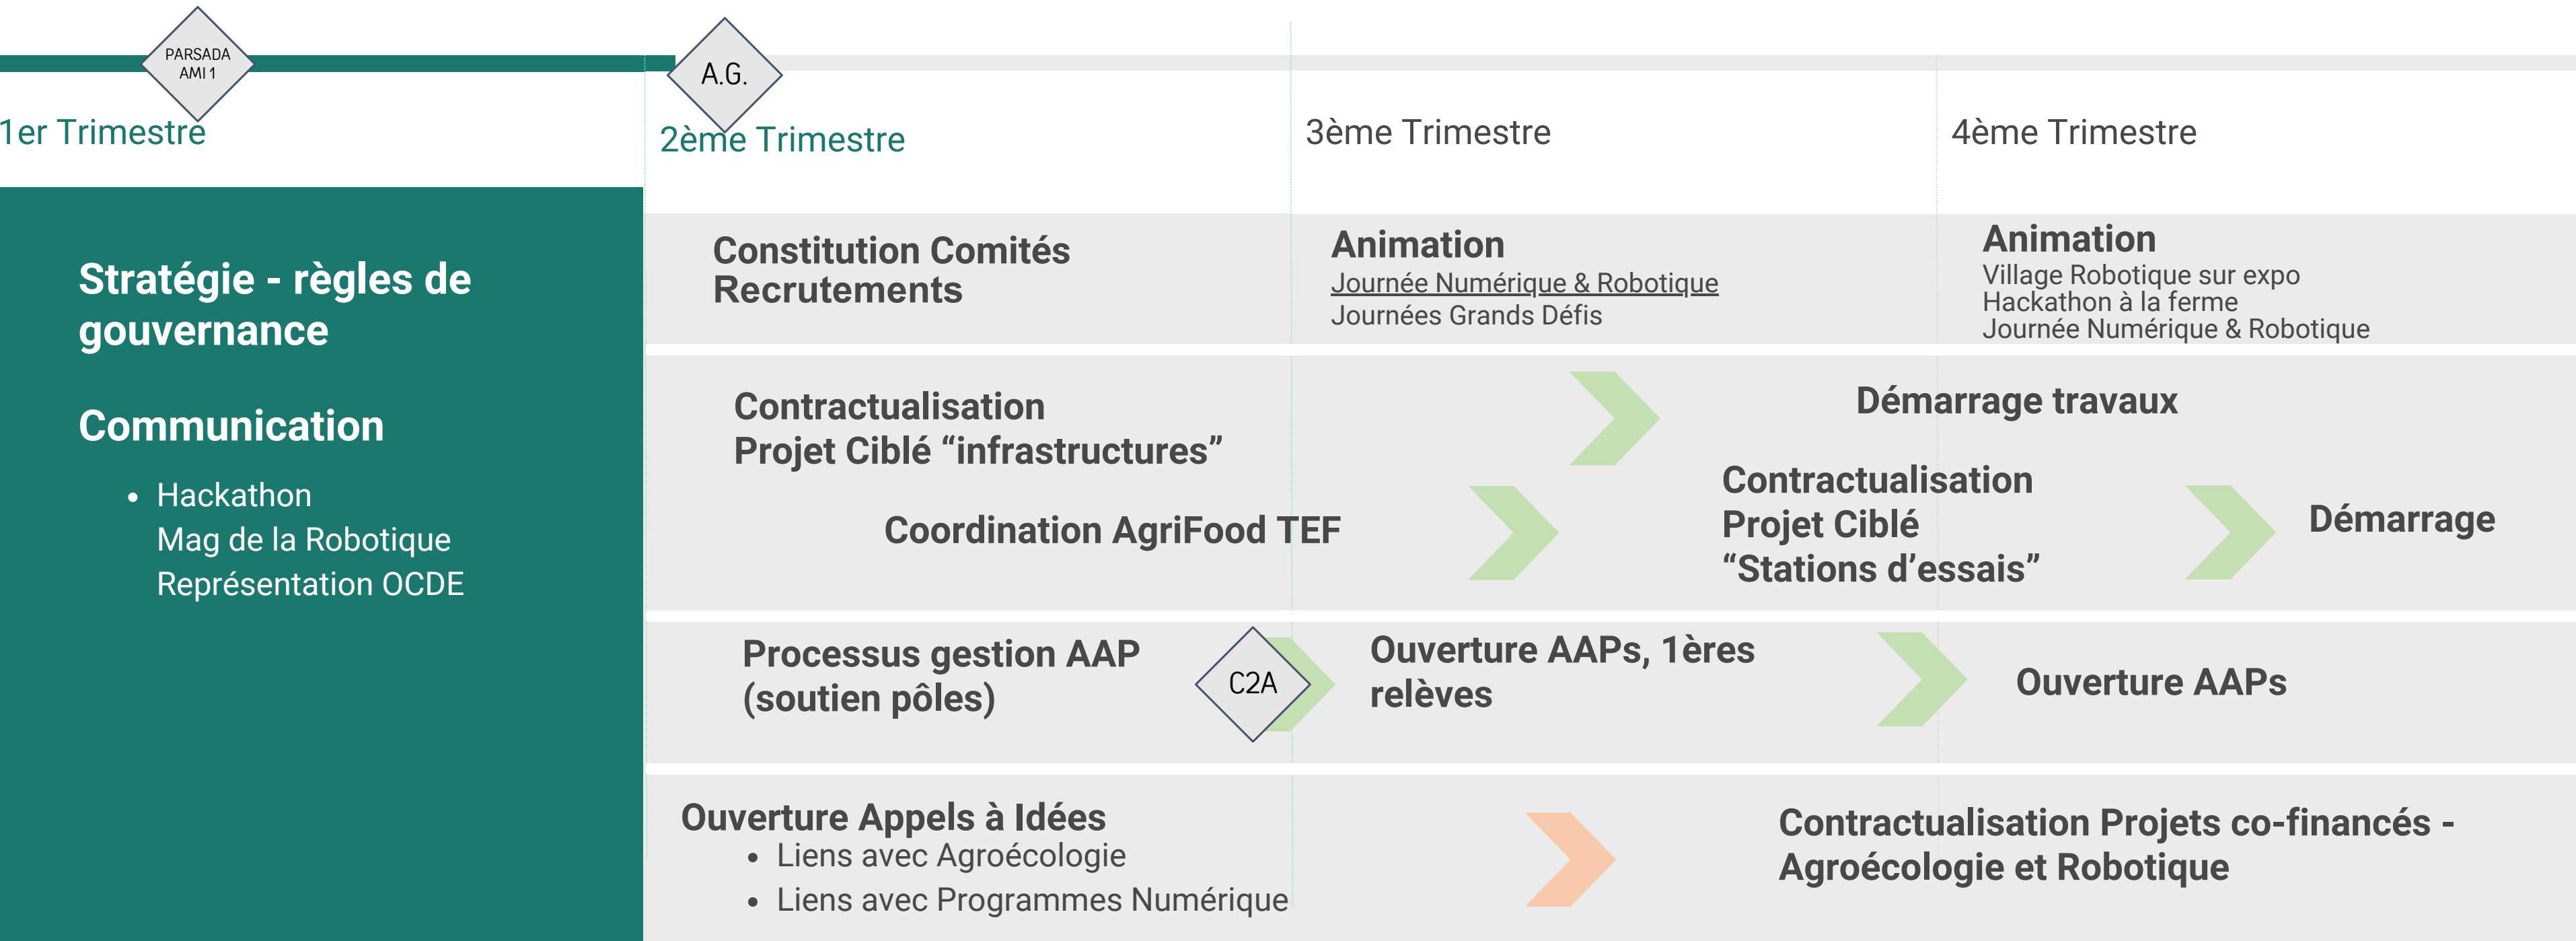 PARSADA
AMI 1
A.G.
1er Trimestre
2ème Trimestre
3ème Trimestre
4ème Trimestre
Stratégie - règles de
gouvernance
Communication
• Hackathon
Mag de la Robotique
Représentation OCDE
Constitution Comités
Recrutements
Animation
Journée Numérique & Robotique
Journées Grands Défis
Animation
Village Robotique sur expo
Hackathon à la ferme
Journée Numérique & Robotique
Contractualisation
Projet Ciblé “infrastructures”
Démarrage travaux
Coordination AgriFood TEF
Contractualisation
Projet Ciblé
“Stations d’essais”
Démarrage
Processus gestion AAP
(soutien pôles)
C2A
Ouverture AAPs, 1ères
relèves
Ouverture AAPs
Ouverture Appels à Idées
• Liens avec Agroécologie
• Liens avec Programmes Numérique
Contractualisation Projets co-financés -
Agroécologie et Robotique